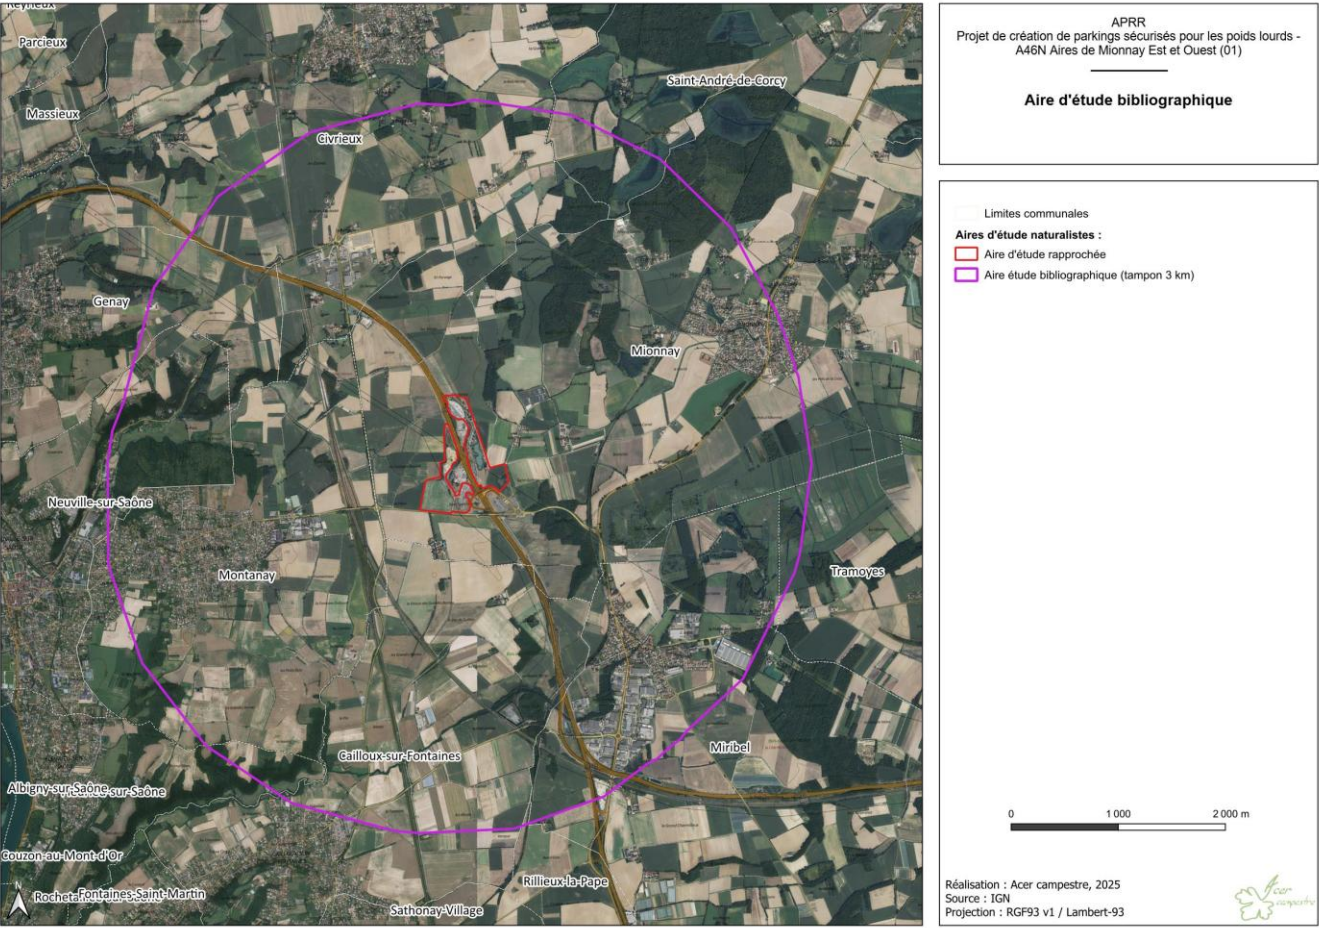 Parcieux
Saint-André-de-Corcy
Massieux
Civrieux
Genay
Mionnay
Neuville-sur-Saône
Montanay
Tramoyes
Miribel
Cailloux-sur-Fontaines
Albigny-sur-Saône
sur-Saône
Couzon-au-Mont-d'Or
Rillieux-la-Pape
Fontaines-Saint-Martin
Sathonay-Village
N
APRR
Projet de création de parkings sécurisés pour les poids lourds -
A46N Aires de Mionnay Est et Ouest (01)
Aire d'étude bibliographique
Limites communales
Aires d'étude naturalistes :
Aire d'étude rapprochée
Aire étude bibliographique (tampon 3 km)
0 1 000 2 000 m
Réalisation : Acer campestre, 2025
Source : IGN
Projection : RGF93 v1 / Lambert-93
Acer
campestre